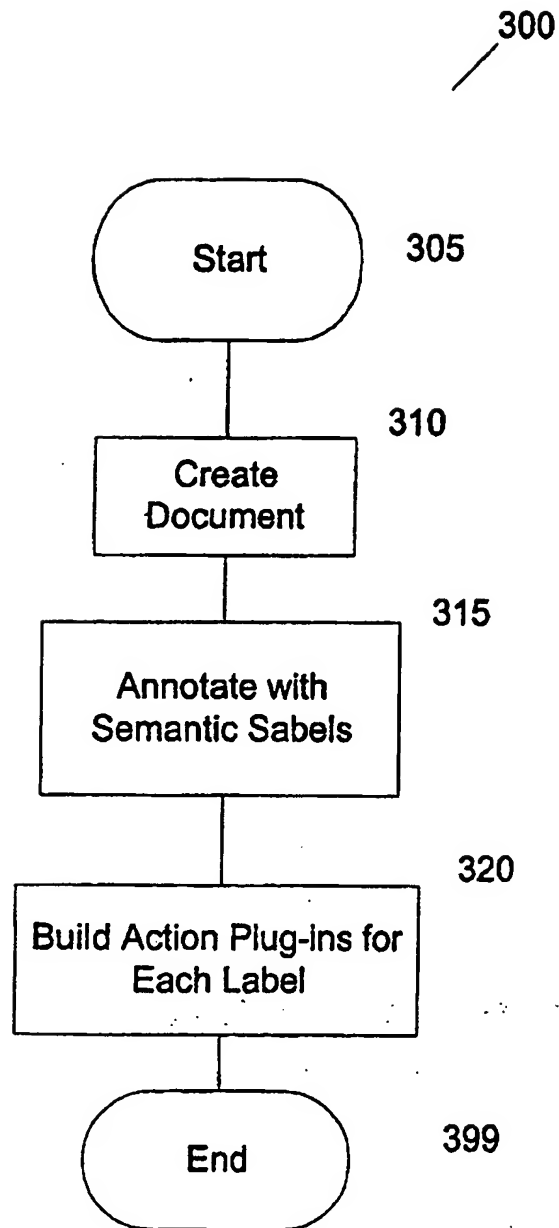 300
Start
305
310
Create
Document
315
Annotate with
Semantic Sabels
320
Build Action Plug-ins for
Each Label
End
399